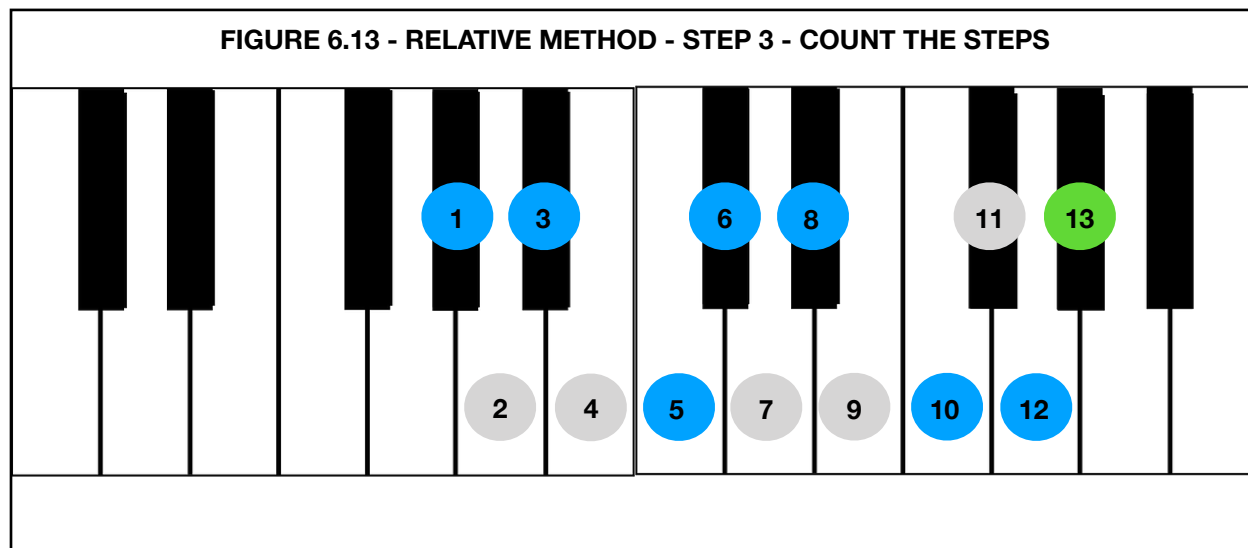 FIGURE 6.13 - RELATIVE METHOD - STEP 3 - COUNT THE STEPS
1 3 6 8 11 13
2 4 5 7 9 10 12